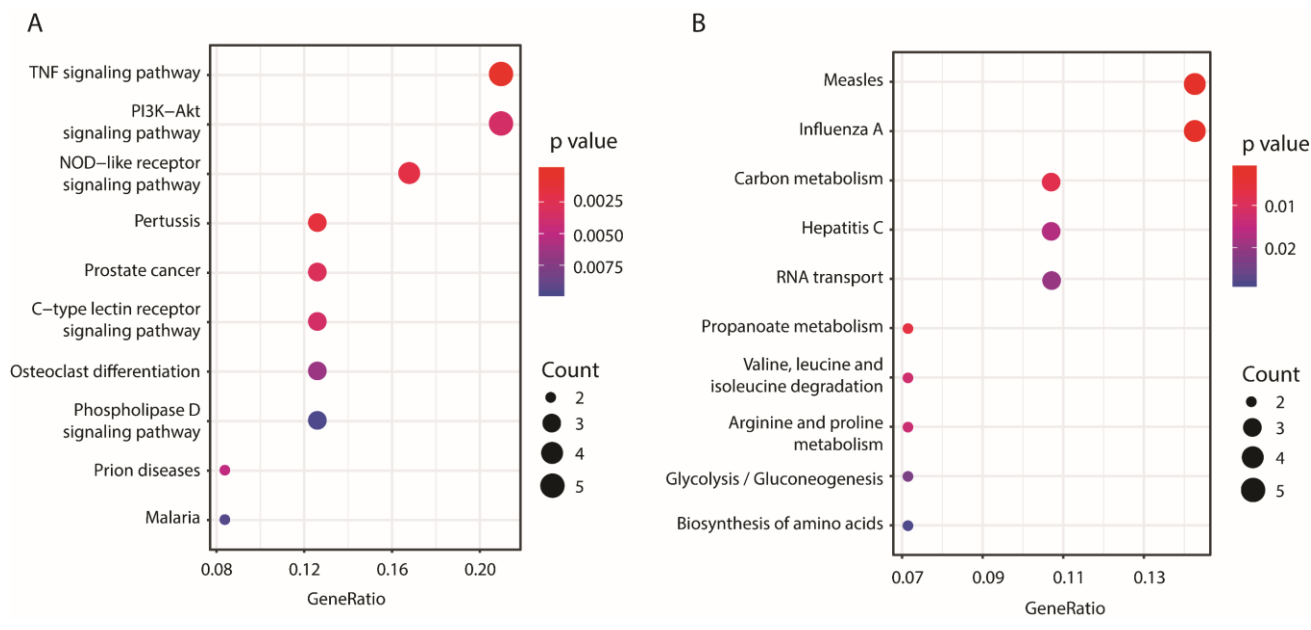 A
TNF signaling pathway
PI3K−Akt
signaling pathway
NOD−like receptor
signaling pathway
Pertussis
Prostate cancer
C−type lectin receptor
signaling pathway
Osteoclast differentiation
Phospholipase D
signaling pathway
Prion diseases
Malaria
0.08
0.12
0.16
0.20
GeneRatio
p value
0.0025
0.0050
0.0075
Count
2
3
4
5
B
Measles
Influenza A
Carbon metabolism
Hepatitis C
RNA transport
Propanoate metabolism
Valine, leucine and
isoleucine degradation
Arginine and proline
metabolism
Glycolysis / Gluconeogenesis
Biosynthesis of amino acids
0.07
0.09
0.11
0.13
GeneRatio
p value
0.01
0.02
Count
2
3
4
5